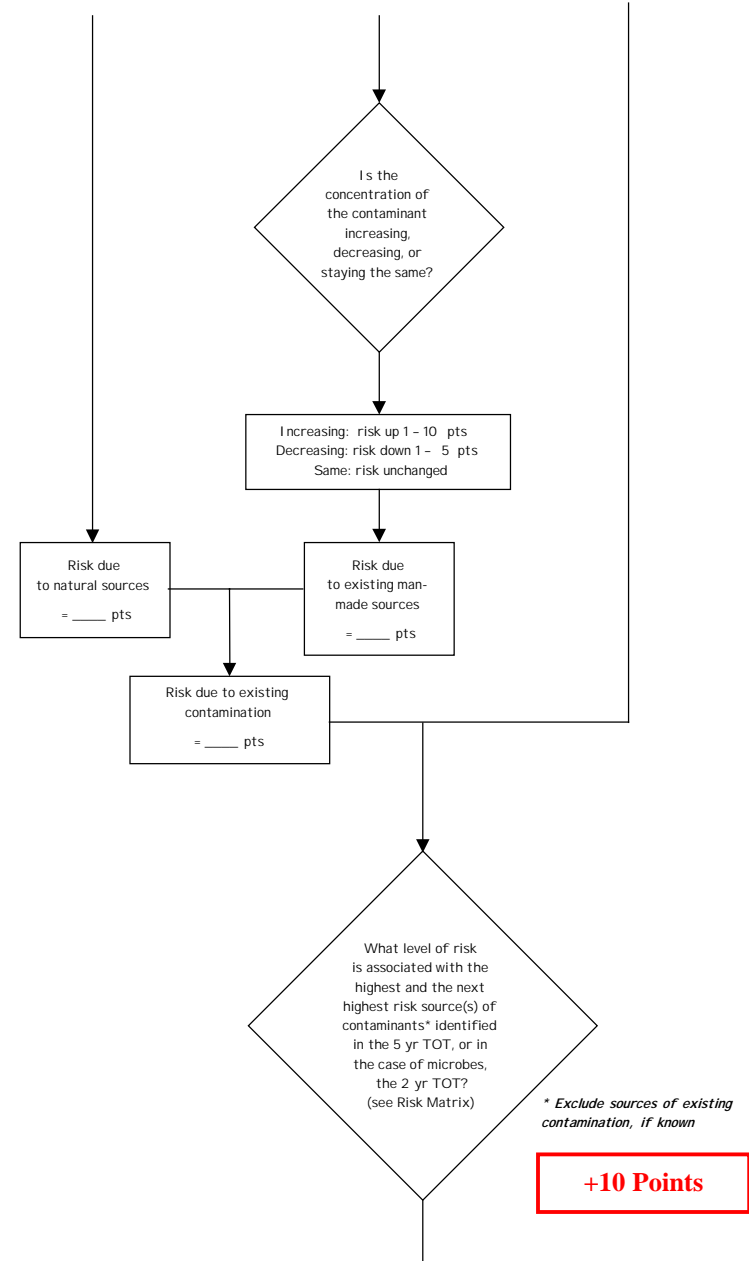 Is the
concentration of
the contaminant
increasing,
decreasing, or
staying the same?
Increasing: risk up 1 – 10 pts
Decreasing: risk down 1 – 5 pts
Same: risk unchanged
Risk due
to natural sources
= _____ pts
Risk due
to existing man-
made sources
= _____ pts
Risk due to existing
contamination
= _____ pts
What level of risk
is associated with the
highest and the next
highest risk source(s) of
contaminants* identified
in the 5 yr TOT, or in
the case of microbes,
the 2 yr TOT?
(see Risk Matrix)
* Exclude sources of existing
contamination, if known
+10 Points